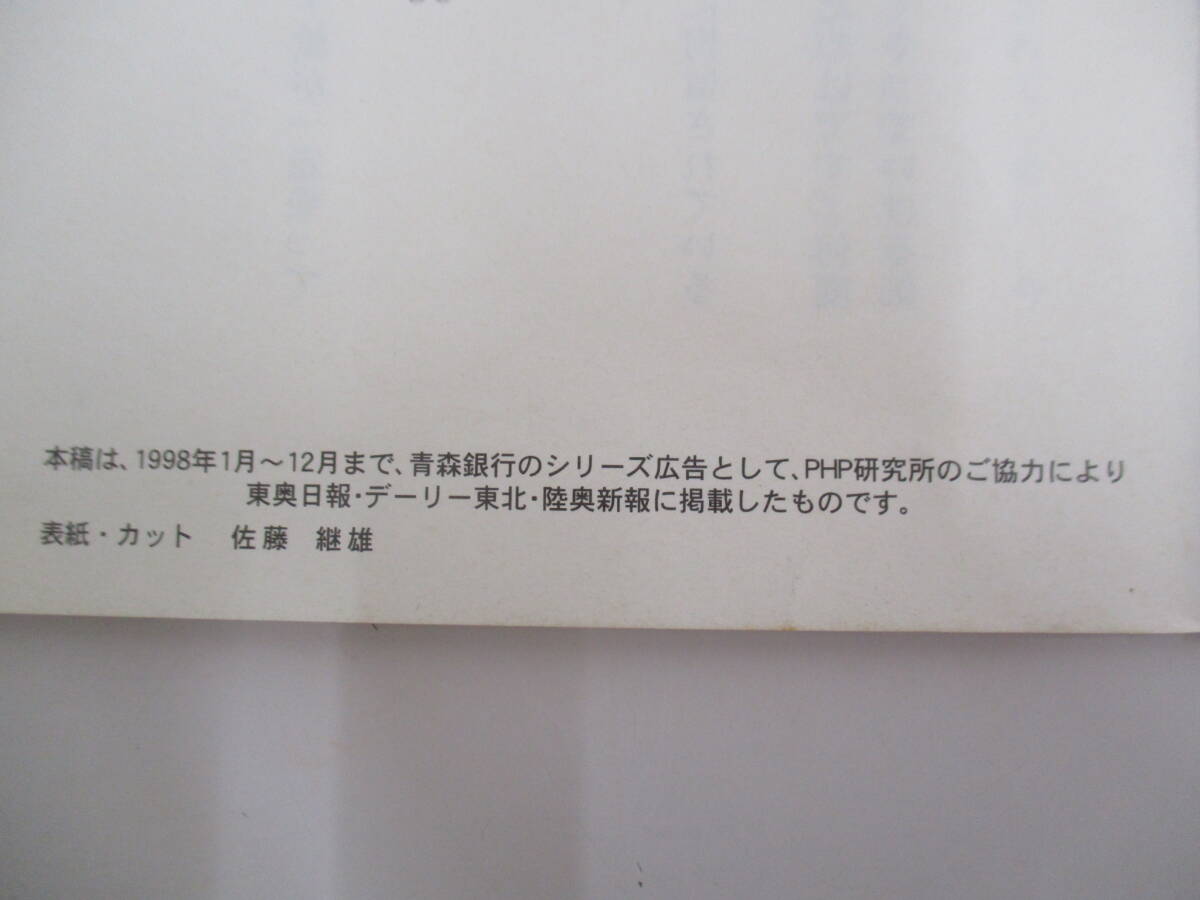 本稿は、1998年1月～12月まで、青森銀行のシリーズ広告として、PHP研究所のご協力により
東奥日報・デーリー東北・陸奥新報に掲載したものです。
表紙・カット　佐藤　継雄